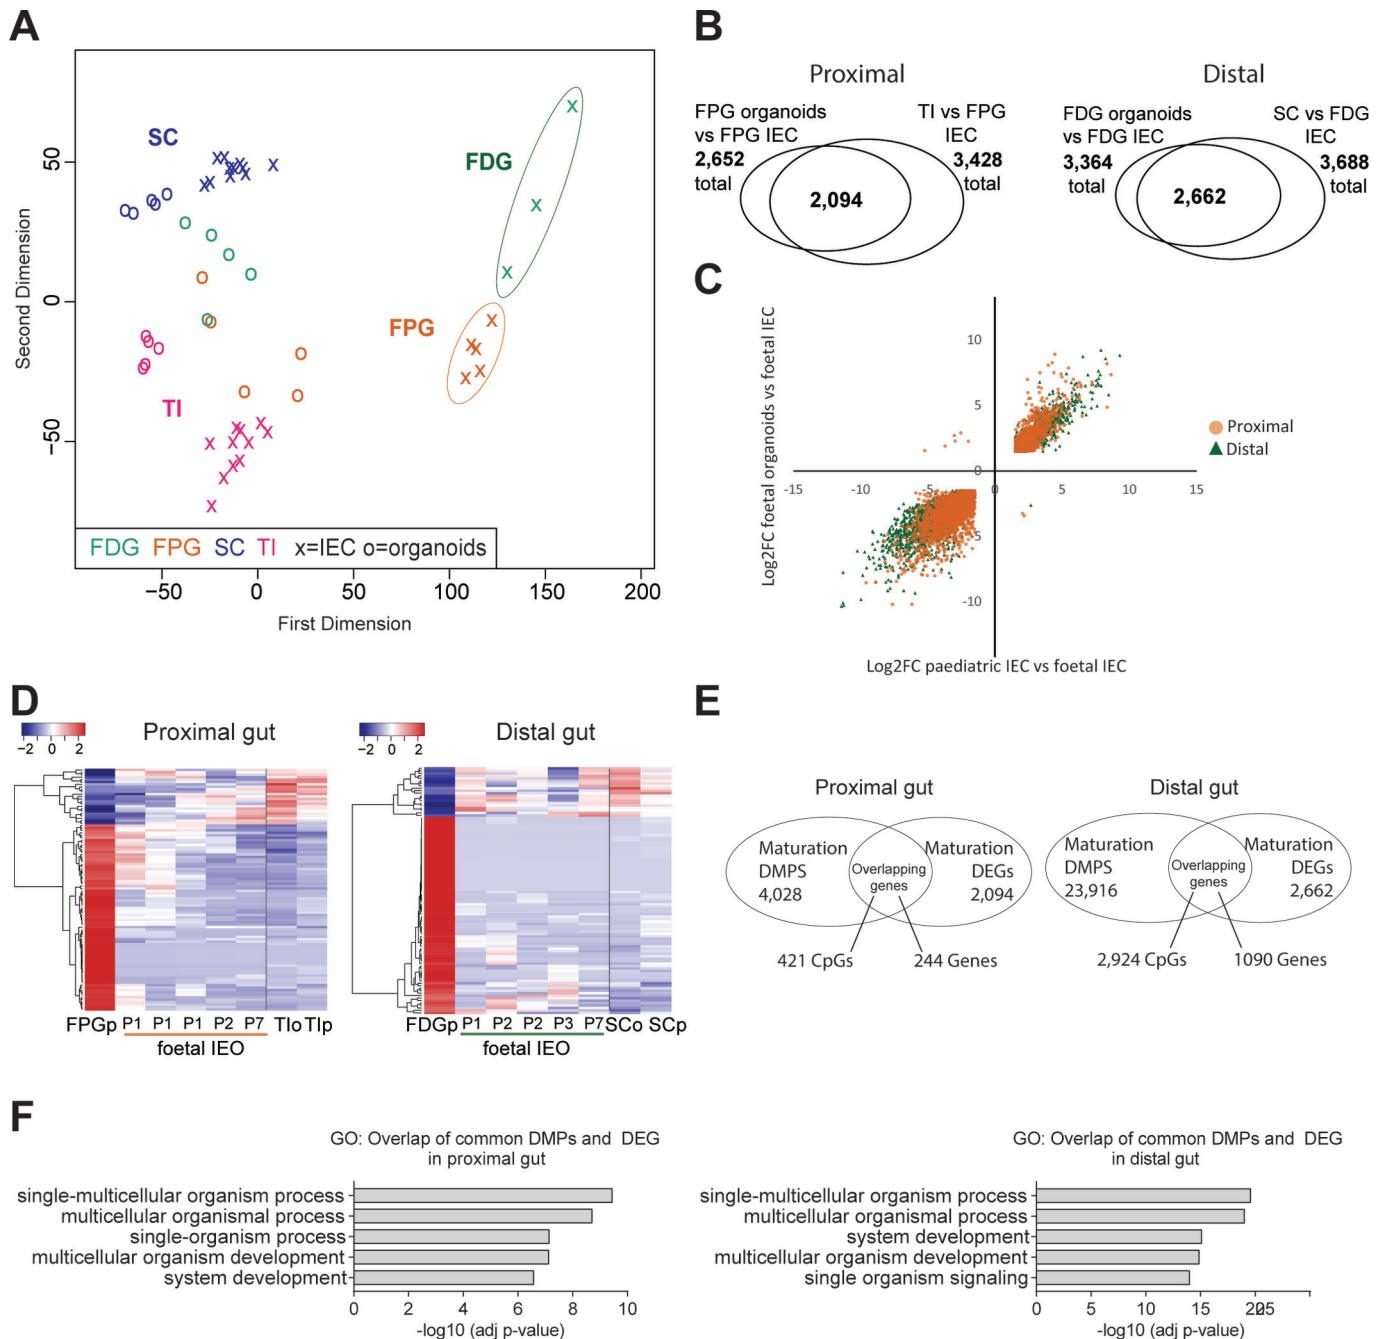 A
SC
FDG
FPG
TI
50
0
−50
Second Dimension
FDG FPG SC TI x=IEC o=organoids
−50 0 50 100 150 200
First Dimension
B
Proximal
Distal
FPG organoids
vs FPG IEC
2,652
total
TI vs FPG
IEC
3,428
total
2,094
FDG organoids
vs FDG IEC
3,364
total
SC vs FDG
IEC
3,688
total
2,662
C
Log2FC foetal organoids vs foetal IEC
10
5
0
-15 -10 -5 0 5 10 15
-5
-10
Proximal
Distal
Log2FC paediatric IEC vs foetal IEC
D
−2 0 2
Proximal gut
FPGp P1 P1 P1 P2 P7 TIo TIp
foetal IEO
−2 0 2
Distal gut
FDGp P1 P2 P2 P3 P7 SCo SCp
foetal IEO
E
Proximal gut
Maturation
DMPS
4,028
Overlapping
genes
Maturation
DEGs
2,094
421 CpGs
244 Genes
Distal gut
Maturation
DMPS
23,916
Overlapping
genes
Maturation
DEGs
2,662
2,924 CpGs
1090 Genes
F
GO: Overlap of common DMPs and DEG
in proximal gut
single-multicellular organism process
multicellular organismal process
single-organism process
multicellular organism development
system development
0 2 4 6 8 10
-log10 (adj p-value)
GO: Overlap of common DMPs and DEG
in distal gut
single-multicellular organism process
multicellular organismal process
system development
multicellular organism development
single organism signaling
0 5 10 15 20 25
-log10 (adj p-value)